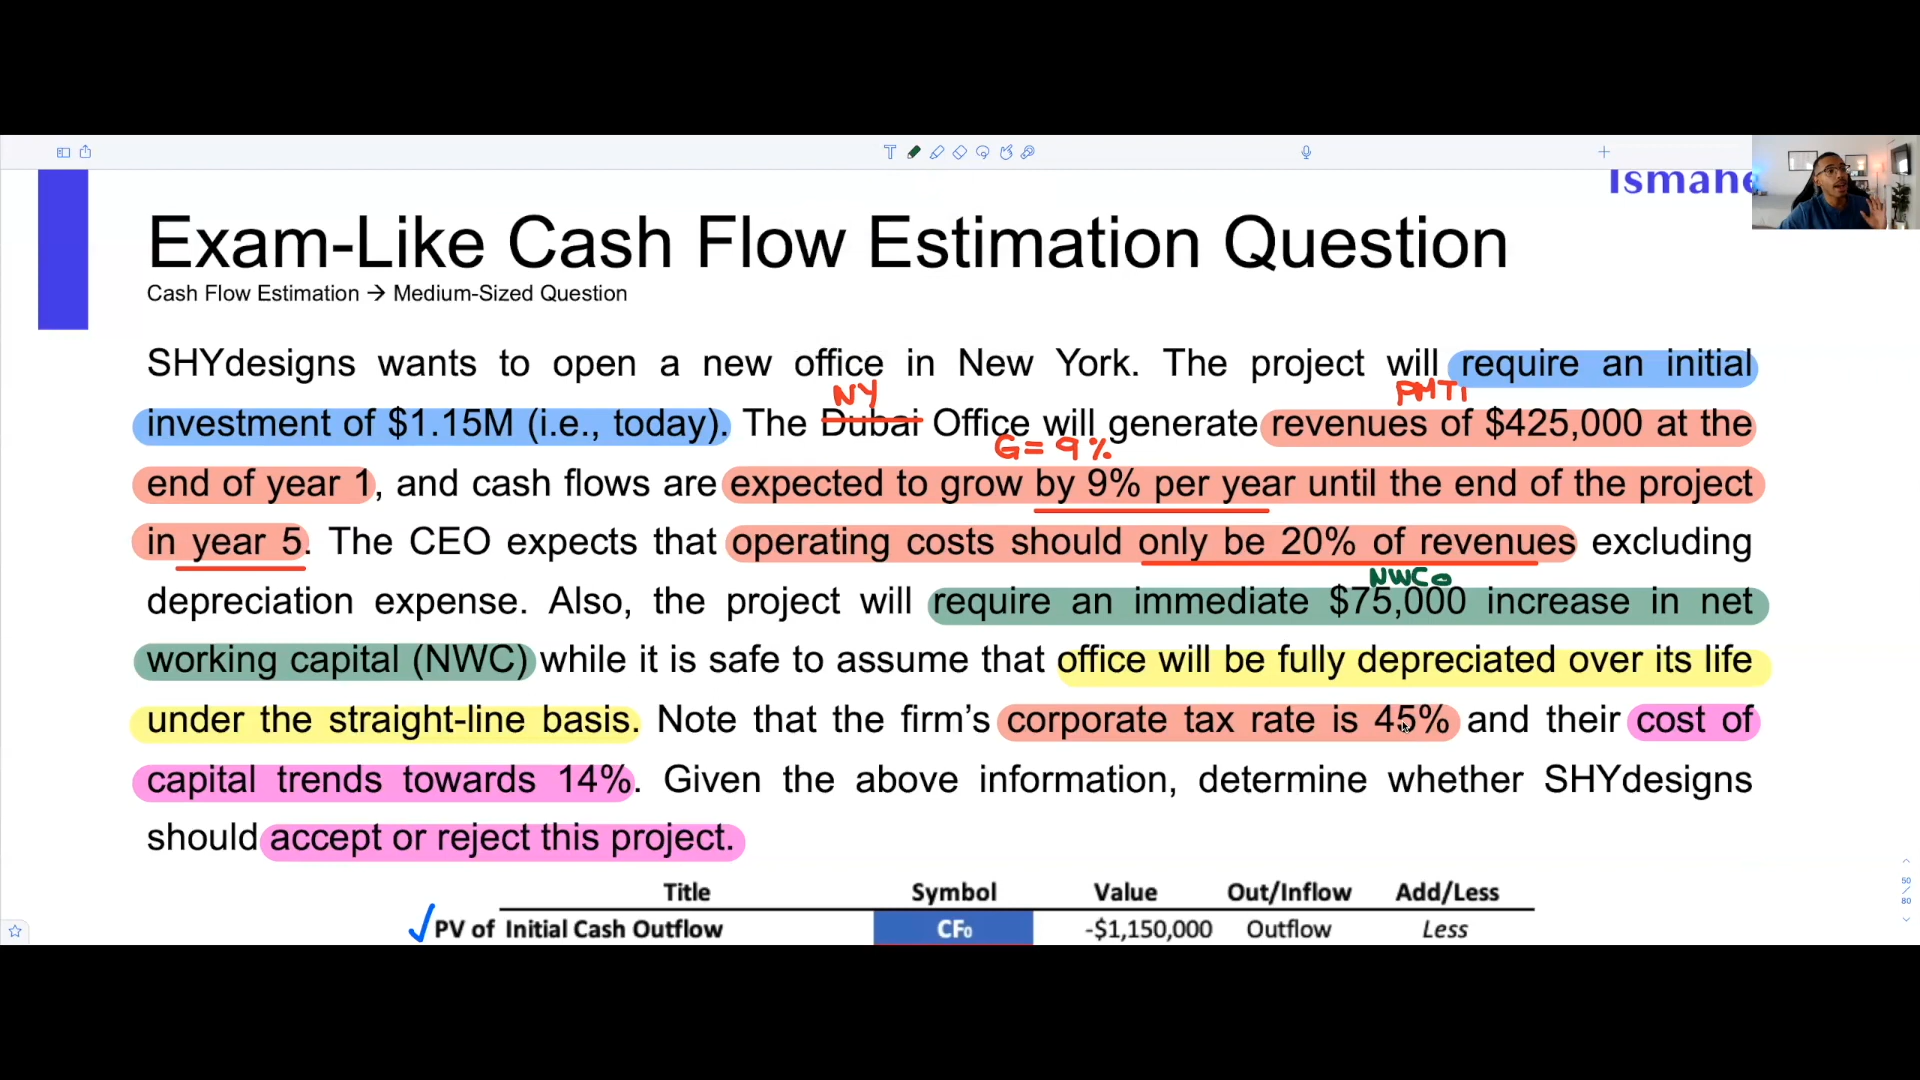 Ismahe
Exam-Like Cash Flow Estimation Question
Cash Flow Estimation → Medium-Sized Question
SHYdesigns wants to open a new office in New York. The project will require an initial
NY PMT1
investment of $1.15M (i.e., today). The Dubai Office will generate revenues of $425,000 at the
G= 9%
end of year 1, and cash flows are expected to grow by 9% per year until the end of the project
in year 5. The CEO expects that operating costs should only be 20% of revenues excluding
NWC0
depreciation expense. Also, the project will require an immediate $75,000 increase in net
working capital (NWC) while it is safe to assume that office will be fully depreciated over its life
under the straight-line basis. Note that the firm’s corporate tax rate is 45% and their cost of
capital trends towards 14%. Given the above information, determine whether SHYdesigns
should accept or reject this project.
Title Symbol Value Out/Inflow Add/Less
✓ PV of Initial Cash Outflow CF₀ -$1,150,000 Outflow Less
50
/
80